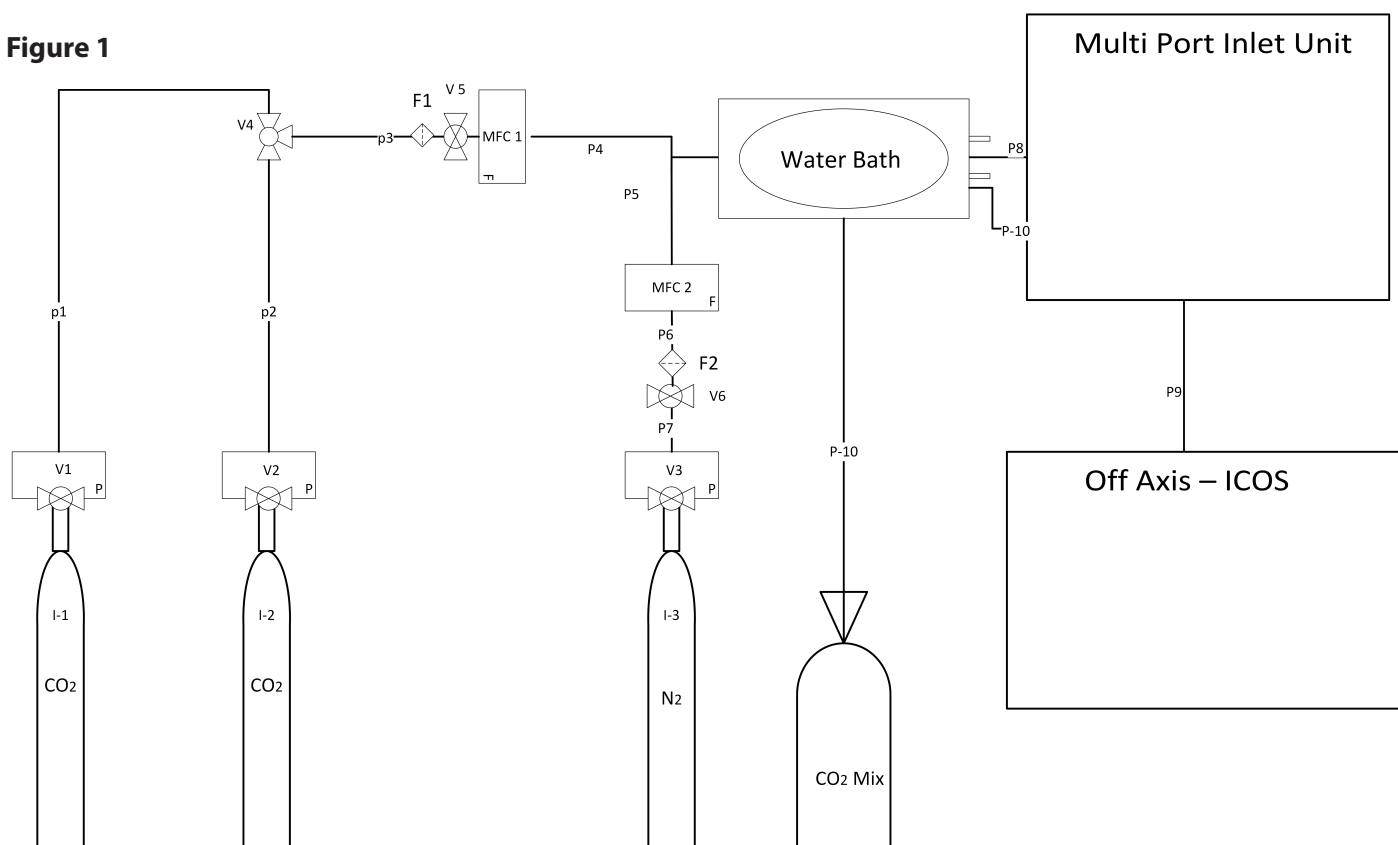 Figure 1
Multi Port Inlet Unit
V 5
F1
V4
p3
MFC 1
F
P4
Water Bath
P8
P5
P-10
MFC 2
F
p1
p2
P6
F2
V6
P9
P7
P-10
V1
P
V2
P
V3
P
Off Axis – ICOS
I-1
I-2
I-3
CO2
CO2
N2
CO2 Mix